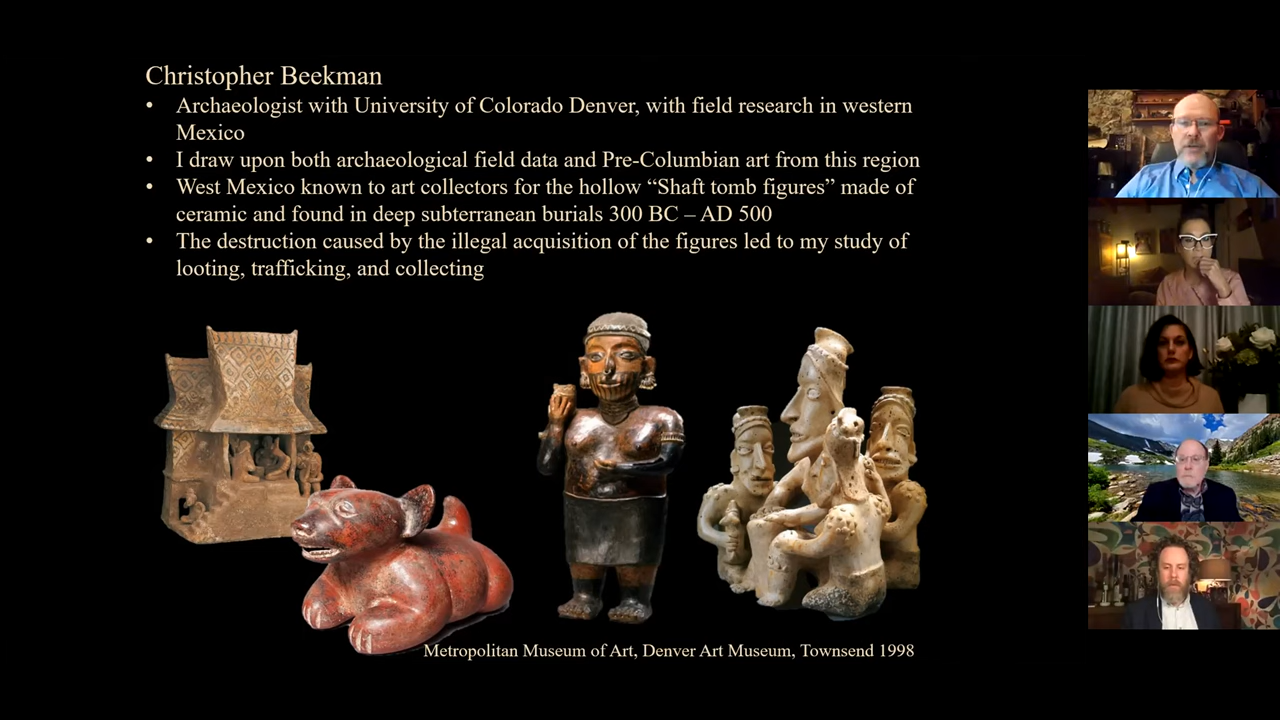 Christopher Beekman
• Archaeologist with University of Colorado Denver, with field research in western
Mexico
• I draw upon both archaeological field data and Pre-Columbian art from this region
• West Mexico known to art collectors for the hollow “Shaft tomb figures” made of
ceramic and found in deep subterranean burials 300 BC – AD 500
• The destruction caused by the illegal acquisition of the figures led to my study of
looting, trafficking, and collecting
Metropolitan Museum of Art, Denver Art Museum, Townsend 1998